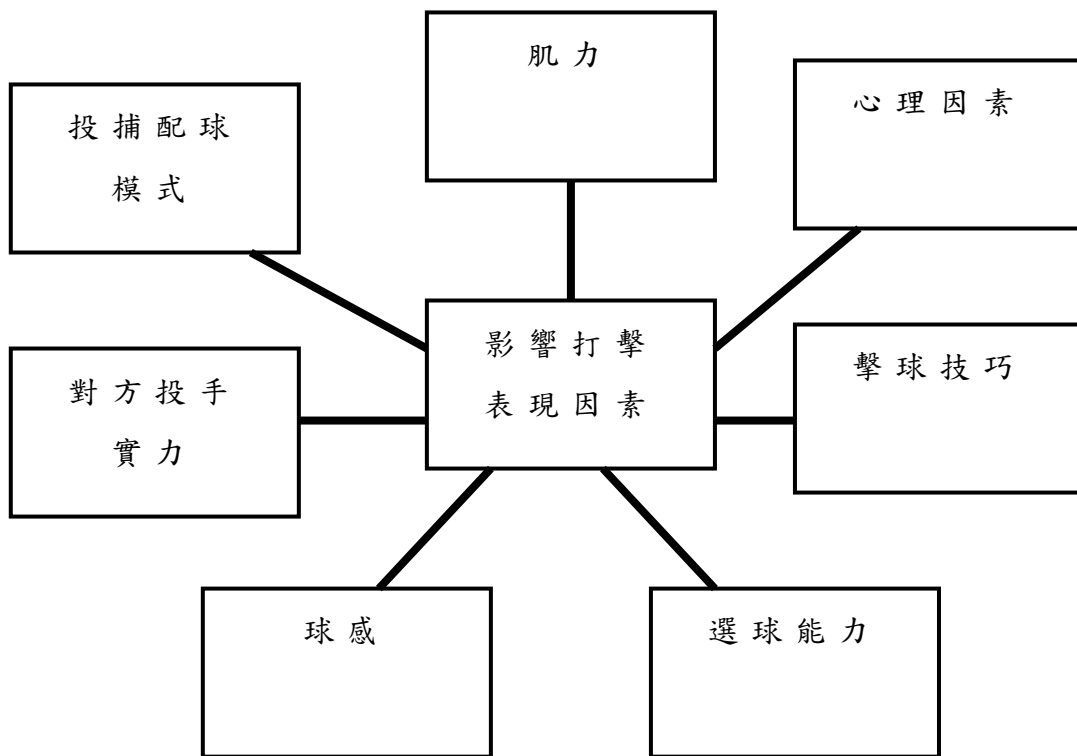 肌力
心理因素
投捕配球
模式
影響打擊
表現因素
擊球技巧
對方投手
實力
球感
選球能力